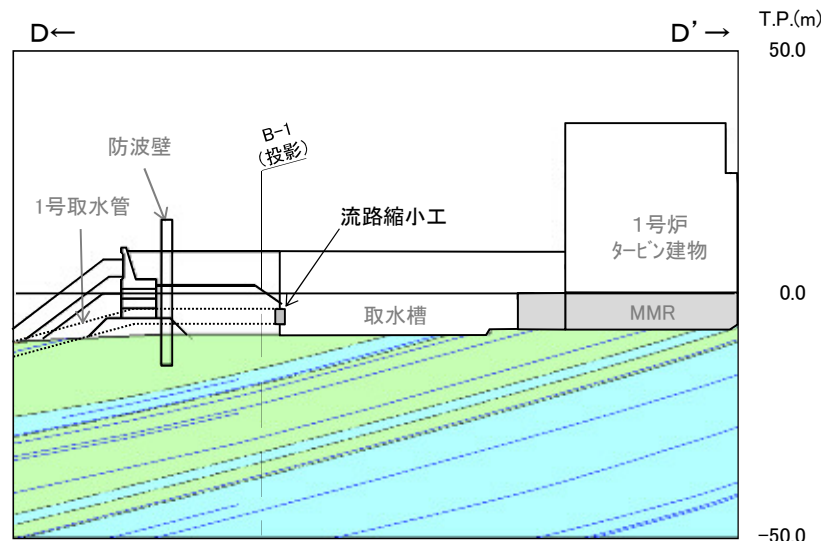 T.P.(m)
D←
D'→
50.0
B-1
(投影)
防波壁
1号取水管
流路縮小工
1号炉
タービン建物
0.0
取水槽
MMR
-50.0